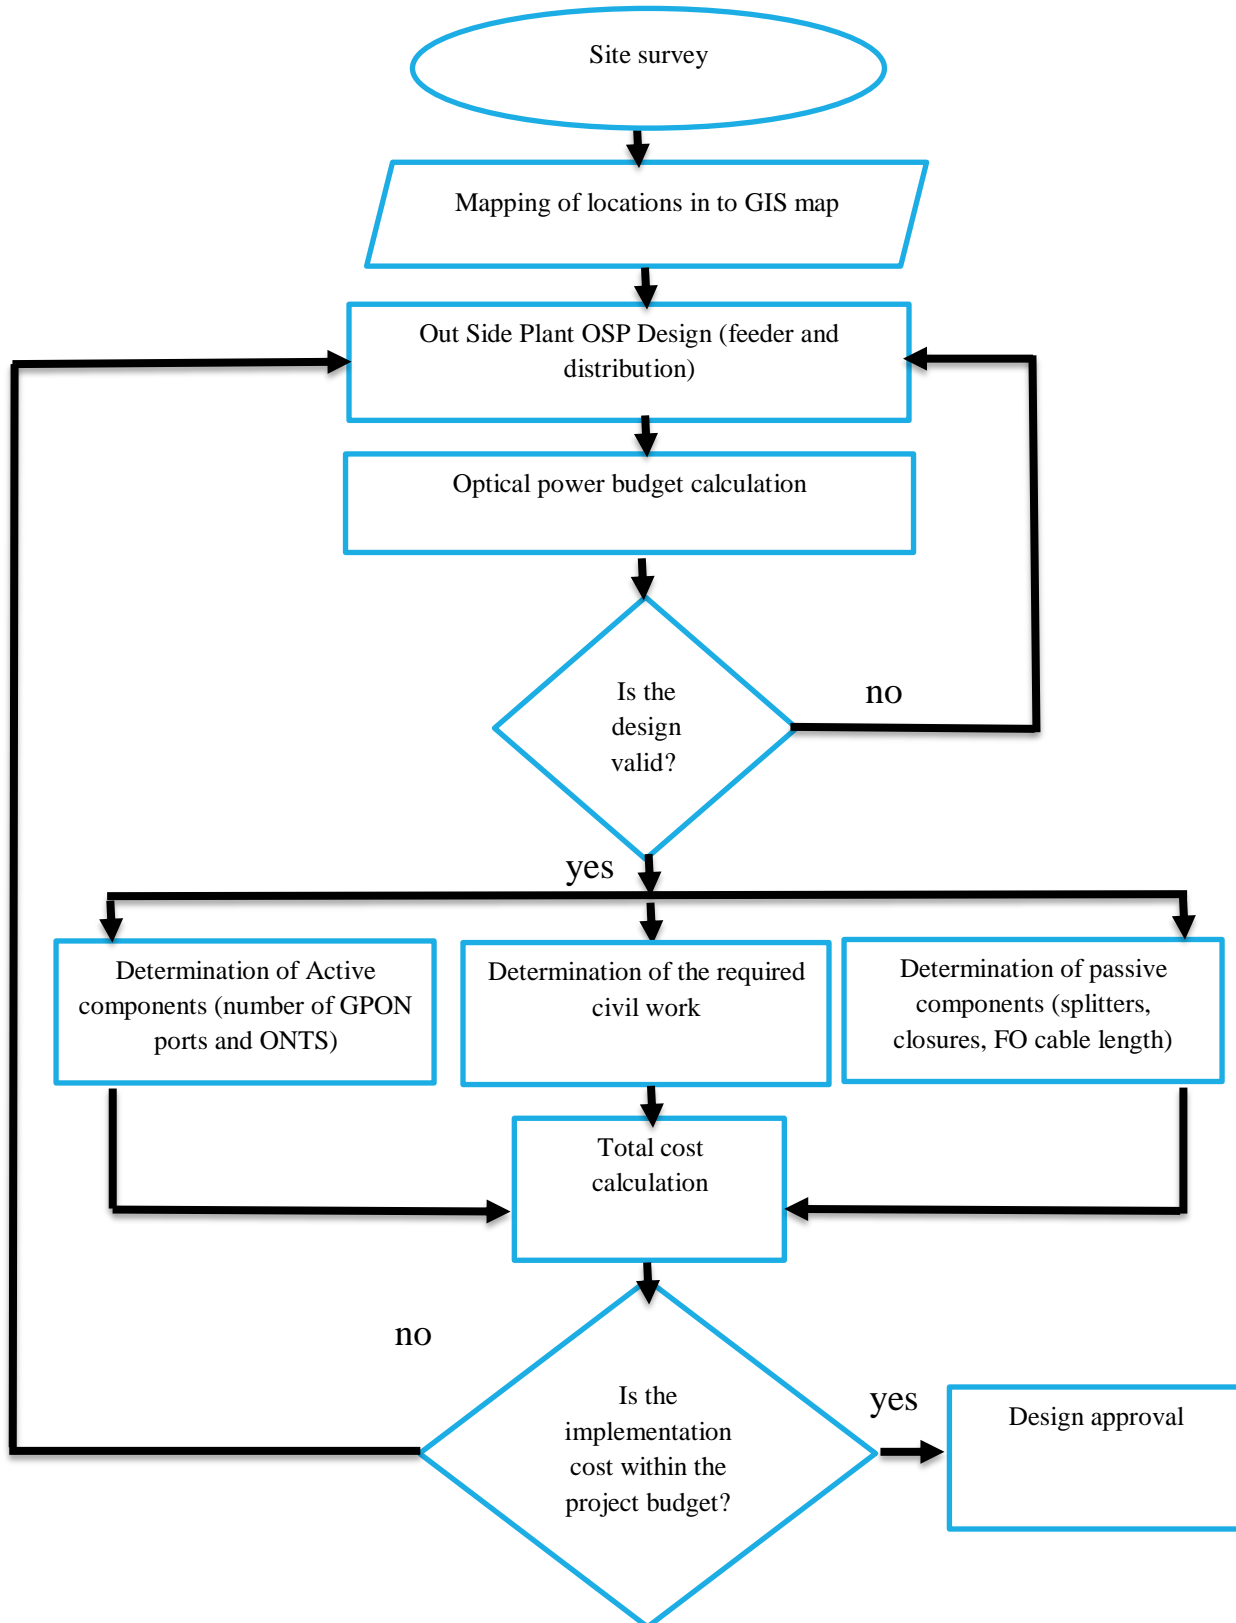 Site survey
Mapping of locations in to GIS map
Out Side Plant OSP Design (feeder and
distribution)
Optical power budget calculation
Is the
design
valid?
no
yes
Determination of Active
components (number of GPON
ports and ONTS)
Determination of the required
civil work
Determination of passive
components (splitters,
closures, FO cable length)
Total cost
calculation
no
Is the
implementation
cost within the
project budget?
yes
Design approval